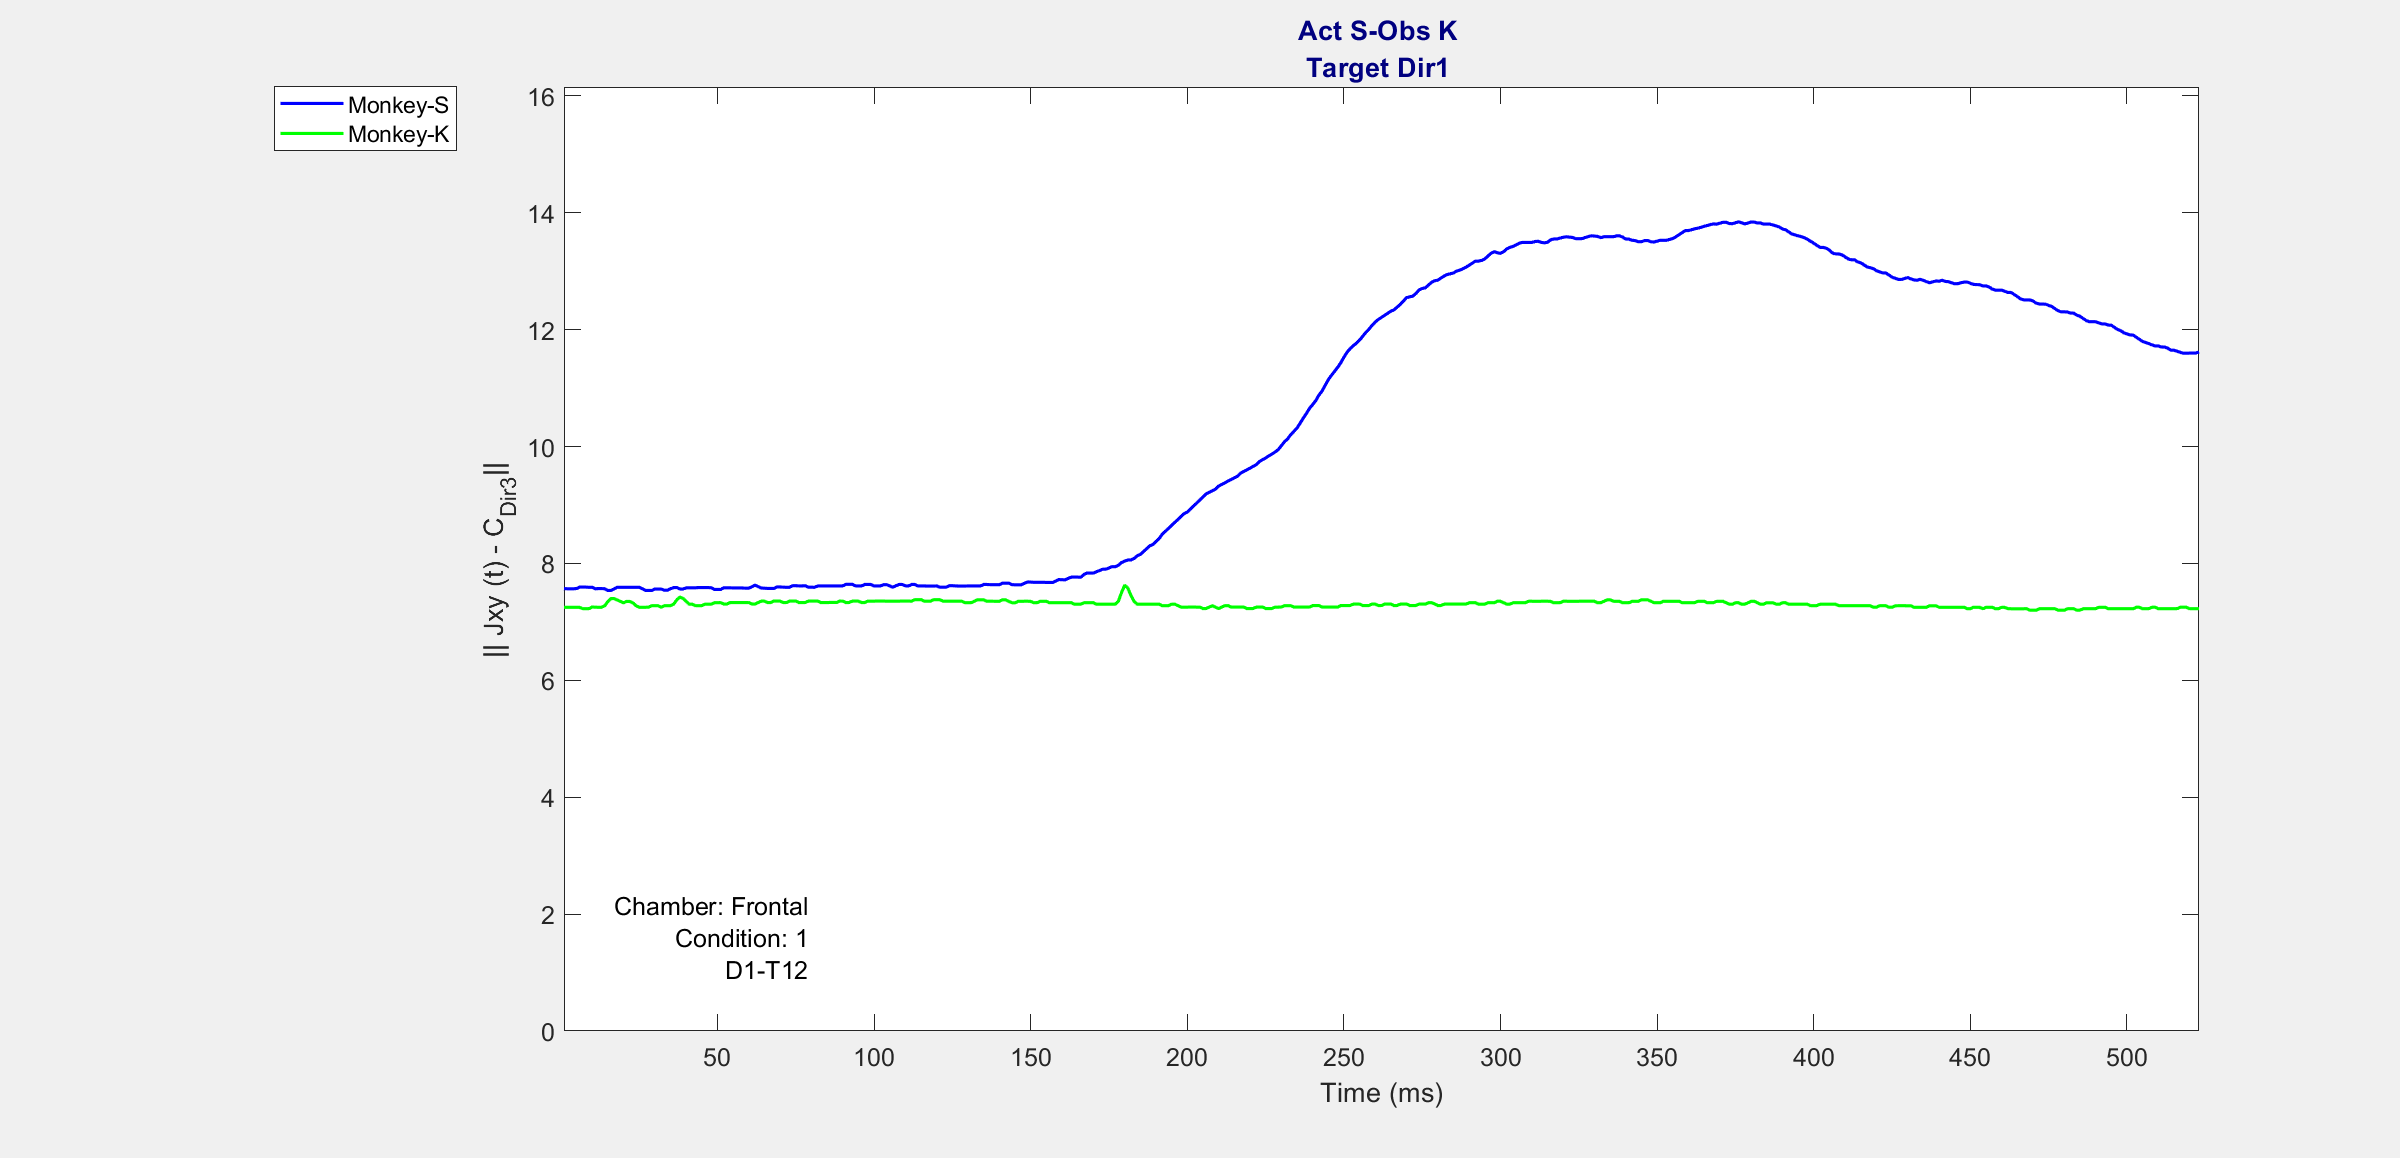 Act S-Obs K
Target Dir1
Monkey-S
Monkey-K
|| Jxy (t) - C_Dir3||
16
14
12
10
8
6
4
2
0
Chamber: Frontal
Condition: 1
D1-T12
50 100 150 200 250 300 350 400 450 500
Time (ms)